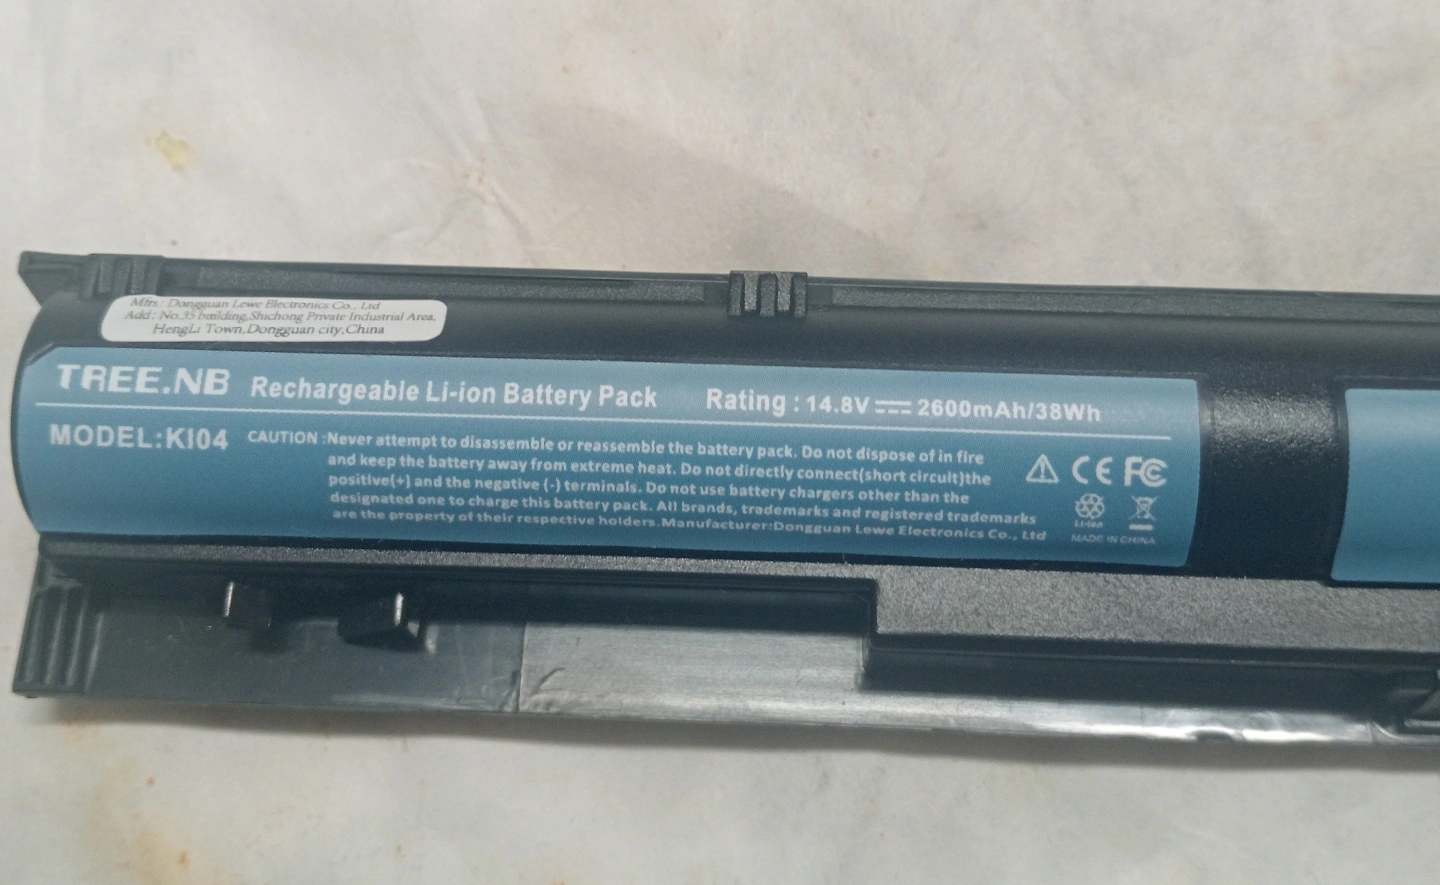 Mfrs: Dongguan Lewe Electronics Co., Ltd
Add: No.35 building,Shichong Private Industrial Area,
HengLi Town,Dongguan city,China
TREE.NB Rechargeable Li-ion Battery Pack Rating : 14.8V 2600mAh/38Wh
MODEL:KI04
CAUTION :Never attempt to disassemble or reassemble the battery pack. Do not dispose of in fire
and keep the battery away from extreme heat. Do not directly connect(short circuit)the
positive(+) and the negative (-) terminals. Do not use battery chargers other than the
designated one to charge this battery pack. All brands, trademarks and registered trademarks
are the property of their respective holders.Manufacturer:Dongguan Lewe Electronics Co., Ltd
CE FC
Li-ion
MADE IN CHINA